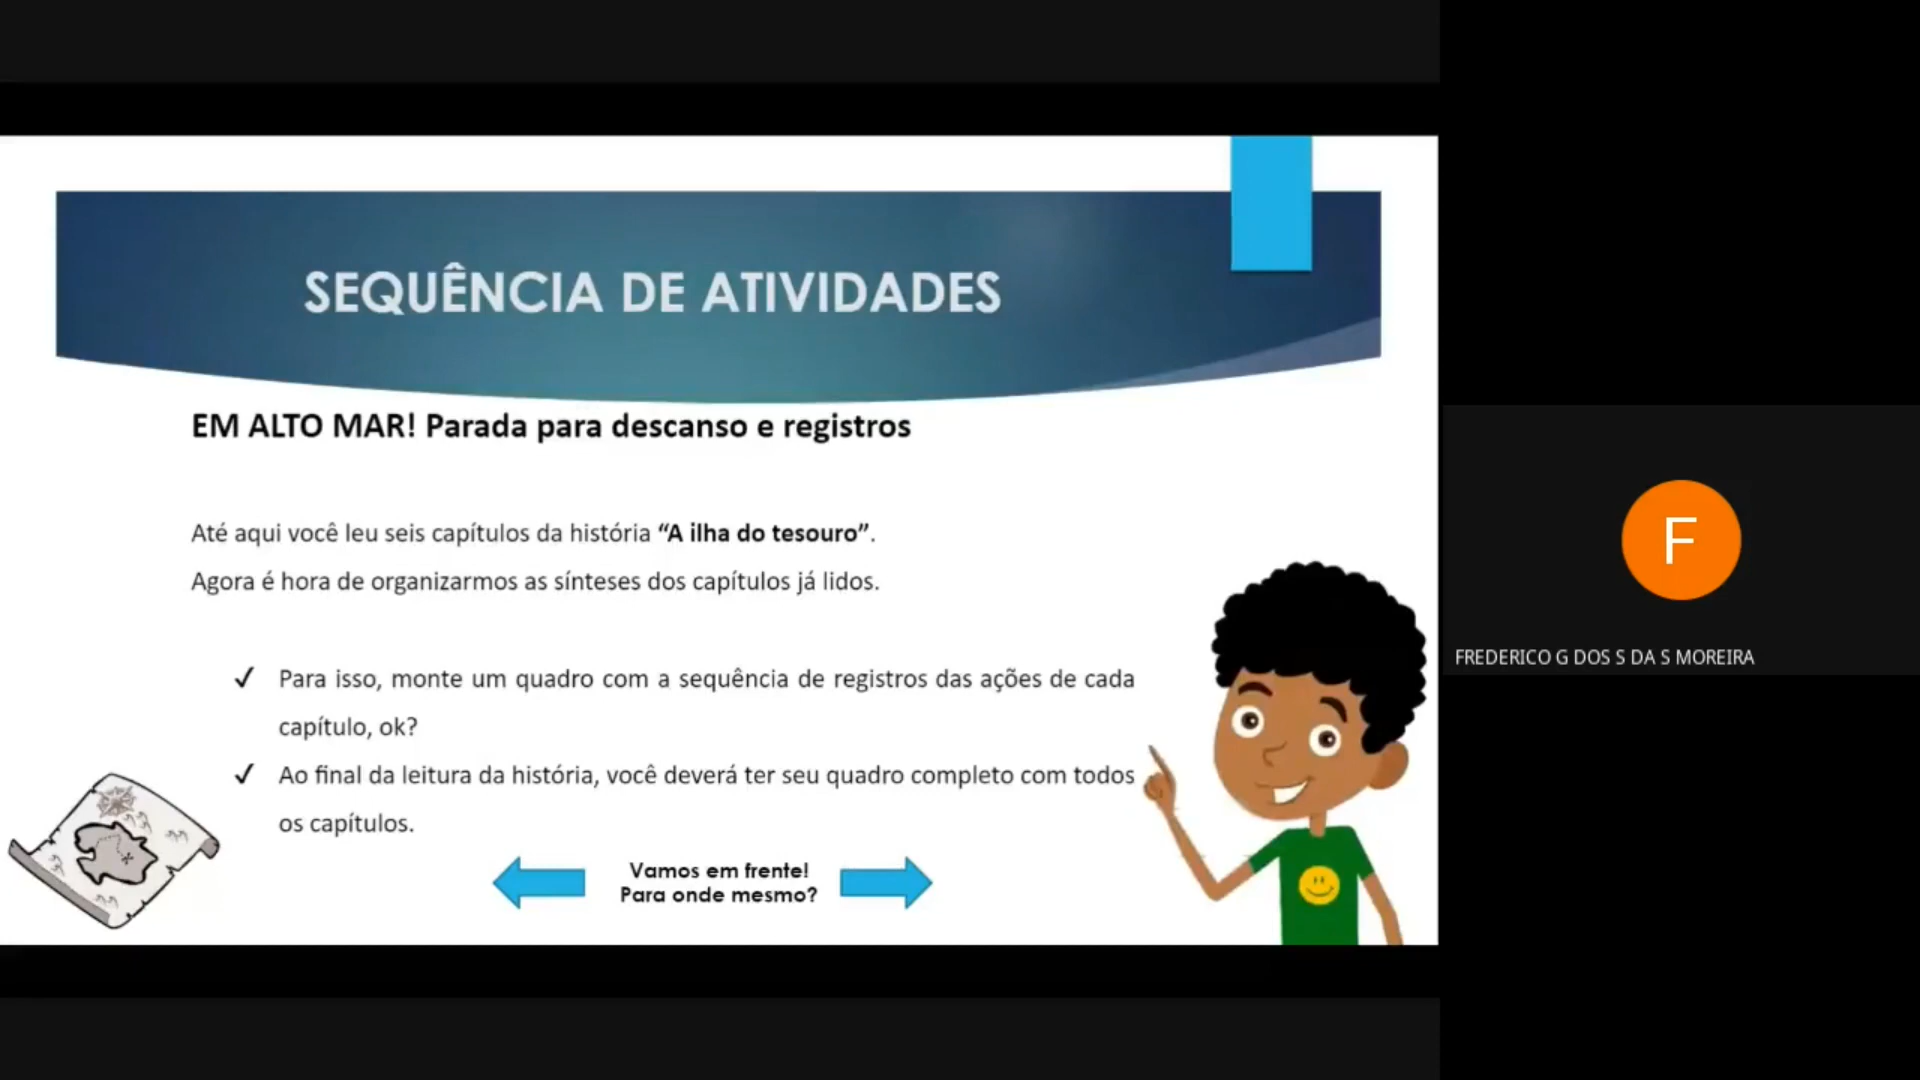 SEQUÊNCIA DE ATIVIDADES
EM ALTO MAR! Parada para descanso e registros
Até aqui você leu seis capítulos da história “A ilha do tesouro”.
Agora é hora de organizarmos as sínteses dos capítulos já lidos.
✓ Para isso, monte um quadro com a sequência de registros das ações de cada
capítulo, ok?
✓ Ao final da leitura da história, você deverá ter seu quadro completo com todos
os capítulos.
Vamos em frente!
Para onde mesmo?
F
FREDERICO G DOS S DA S MOREIRA